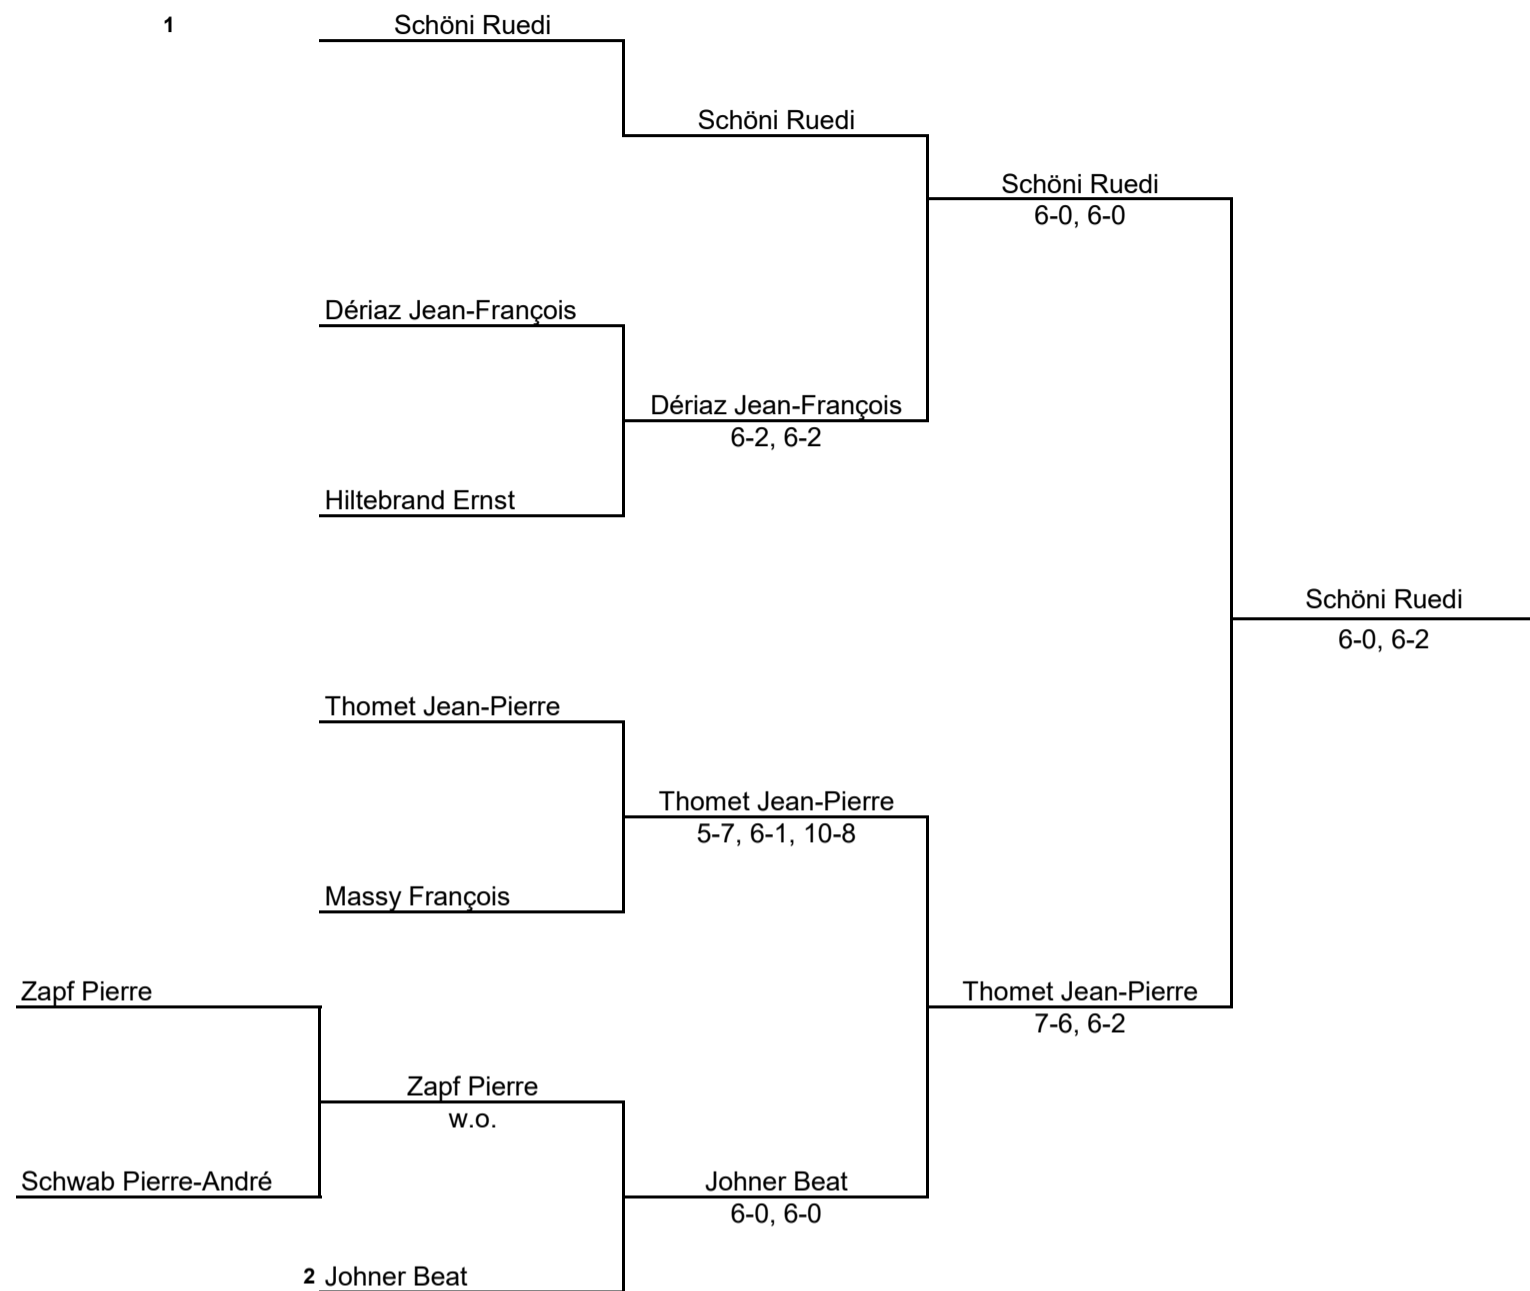 1 Schöni Ruedi
Schöni Ruedi
Schöni Ruedi
6-0, 6-0
Dériaz Jean-François
Dériaz Jean-François
6-2, 6-2
Hiltebrand Ernst
Schöni Ruedi
6-0, 6-2
Thomet Jean-Pierre
Thomet Jean-Pierre
5-7, 6-1, 10-8
Massy François
Zapf Pierre
Thomet Jean-Pierre
7-6, 6-2
Zapf Pierre
w.o.
Schwab Pierre-André
Johner Beat
6-0, 6-0
2 Johner Beat